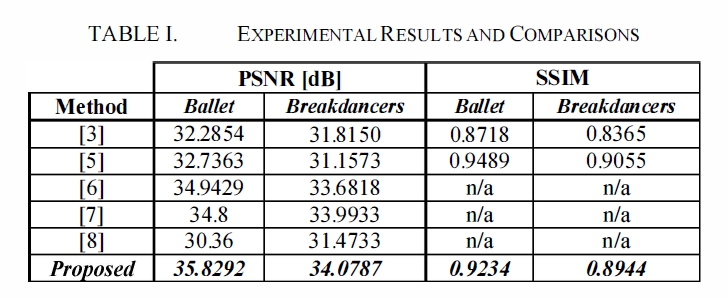 TABLE I. EXPERIMENTAL RESULTS AND COMPARISONS
PSNR [dB] SSIM
Method Ballet Breakdancers Ballet Breakdancers
[3] 32.2854 31.8150 0.8718 0.8365
[5] 32.7363 31.1573 0.9489 0.9055
[6] 34.9429 33.6818 n/a n/a
[7] 34.8 33.9933 n/a n/a
[8] 30.36 31.4733 n/a n/a
Proposed 35.8292 34.0787 0.9234 0.8944